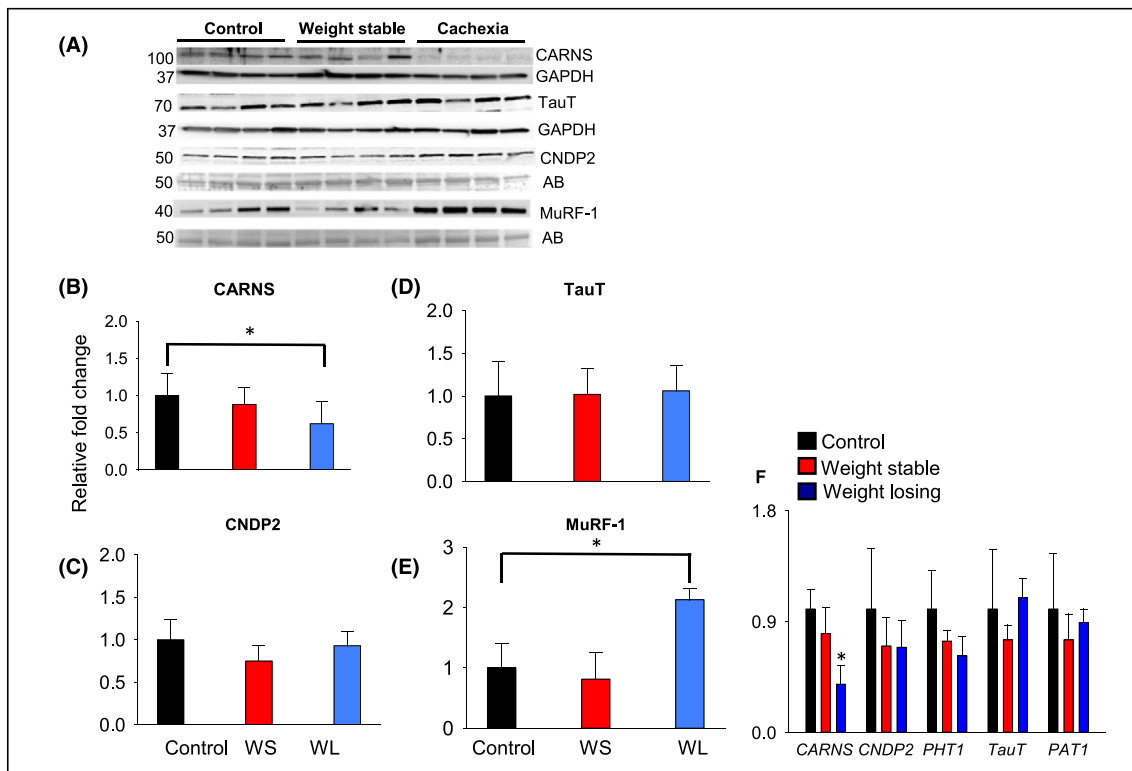 Control Weight stable Cachexia
(A)
100 CARNS
37 GAPDH
70 TauT
37 GAPDH
50 CNDP2
50 AB
40 MuRF-1
50 AB
(B)
CARNS
Relative fold change
2.0
1.5
1.0
0.5
0.0
*
(D)
TauT
2.0
1.5
1.0
0.5
0.0
(C)
CNDP2
2.0
1.5
1.0
0.5
0.0
Control WS WL
(E)
MuRF-1
3
2
1
0
*
Control WS WL
Control
Weight stable
Weight losing
F
1.8
0.9
0.0
*
CARNS CNDP2 PHT1 TauT PAT1